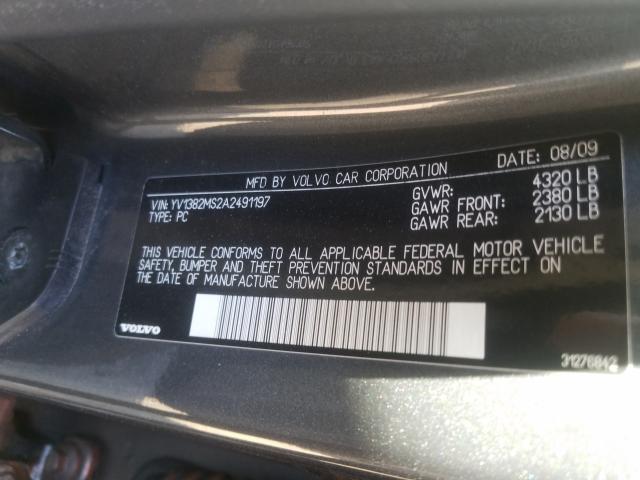 MFD BY VOLVO CAR CORPORATION DATE: 08/09
VIN: YV1382MS2A2491197
TYPE: PC
GVWR: 4320 LB
GAWR FRONT: 2380 LB
GAWR REAR: 2130 LB
THIS VEHICLE CONFORMS TO ALL APPLICABLE FEDERAL MOTOR VEHICLE
SAFETY, BUMPER AND THEFT PREVENTION STANDARDS IN EFFECT ON
THE DATE OF MANUFACTURE SHOWN ABOVE.
VOLVO
31276842